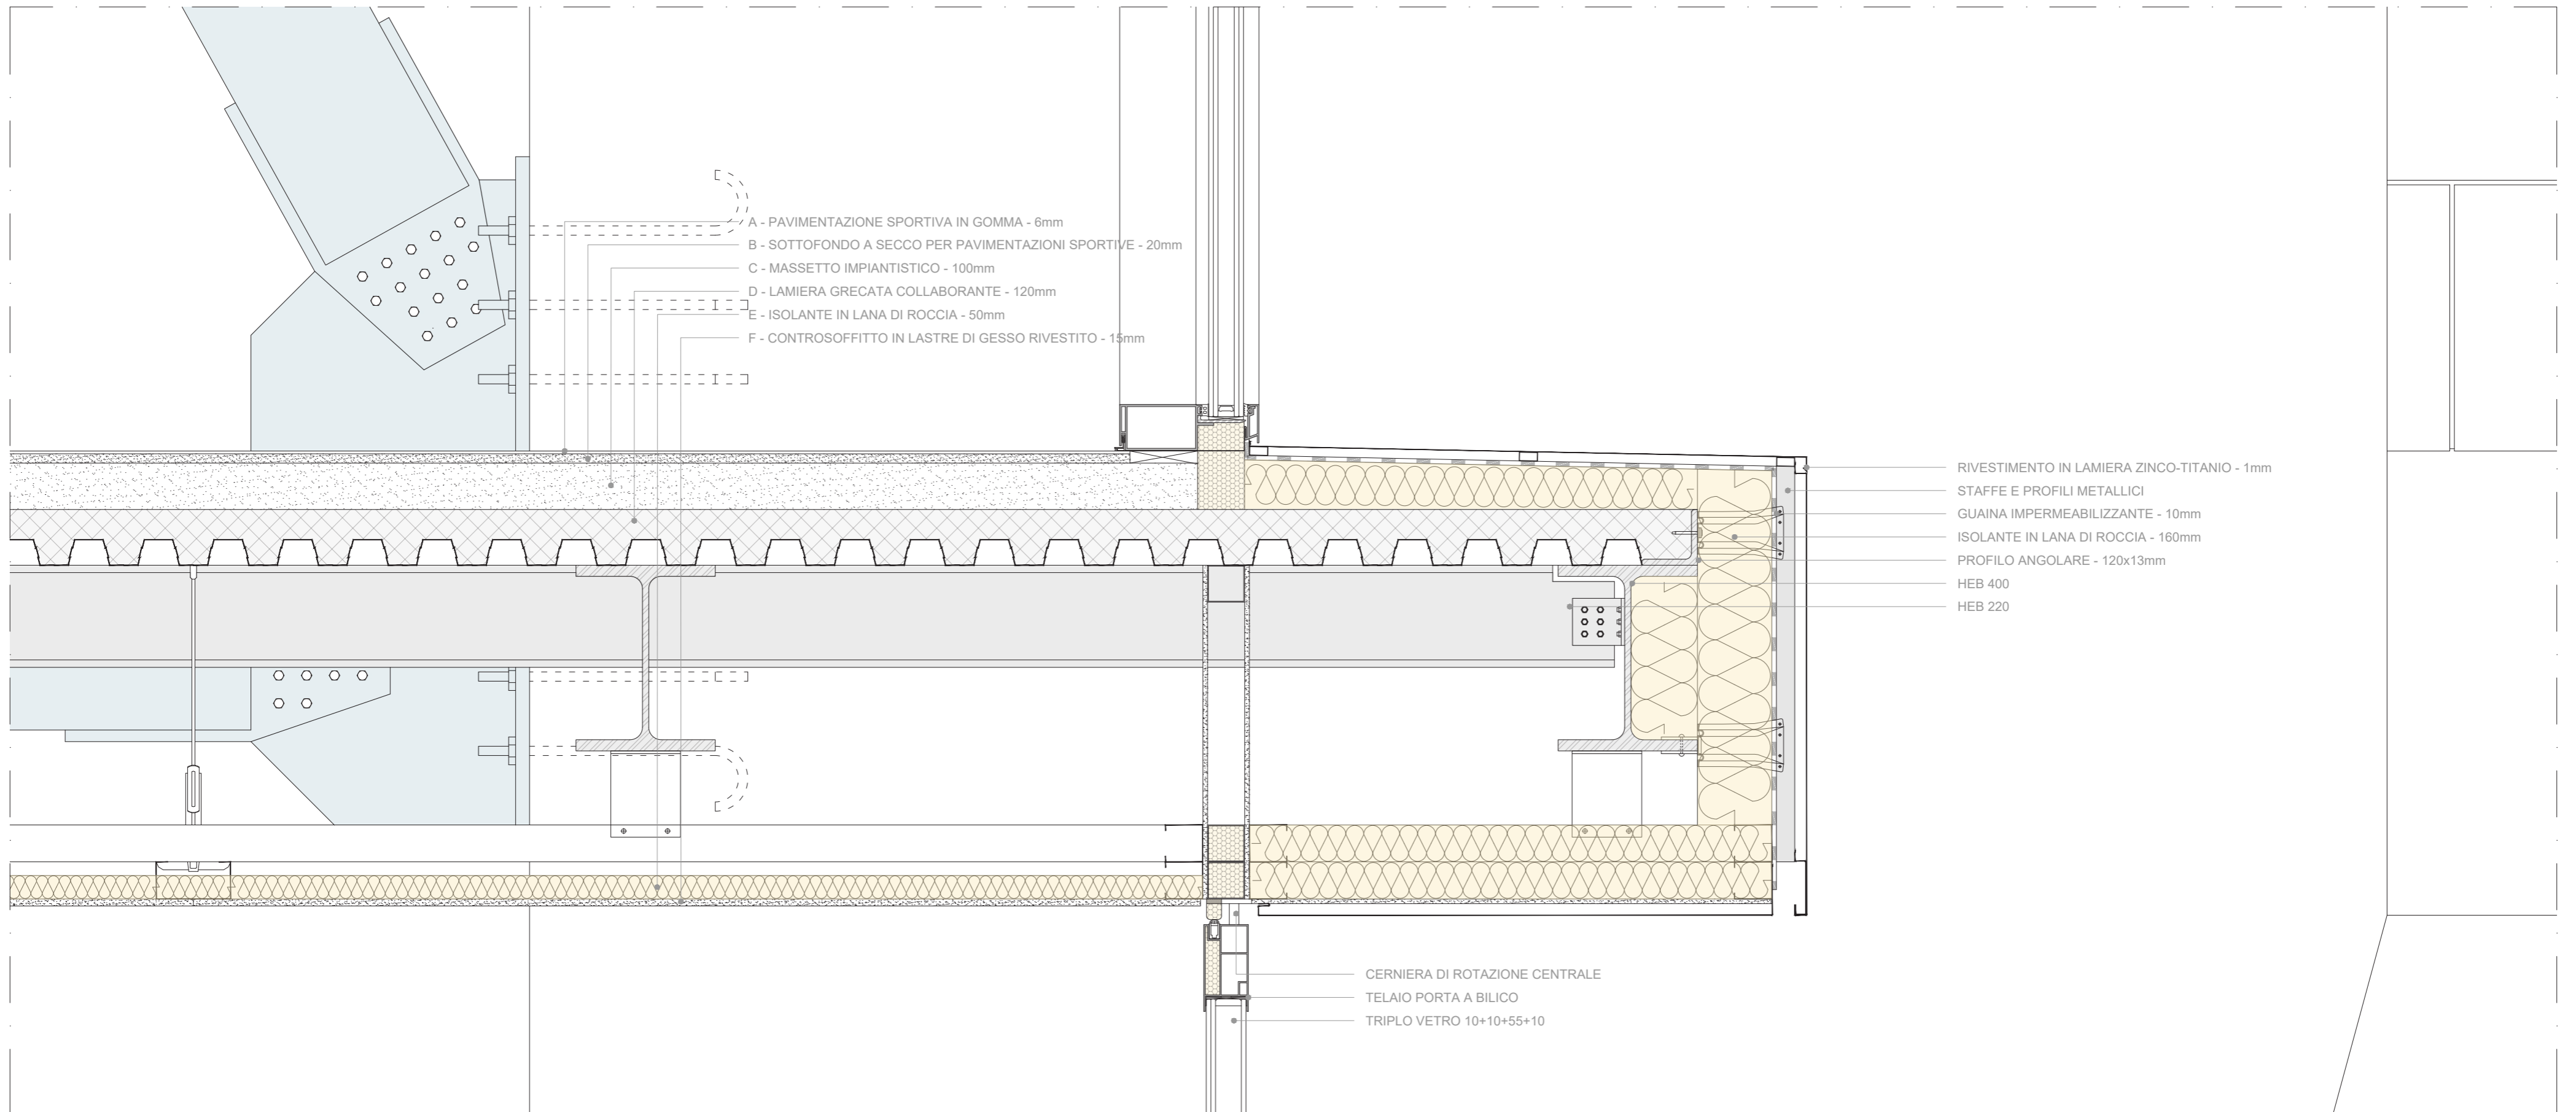 A - PAVIMENTAZIONE SPORTIVA IN GOMMA - 6mm
B - SOTTOFONDO A SECCO PER PAVIMENTAZIONI SPORTIVE - 20mm
C - MASSETTO IMPIANTISTICO - 100mm
D - LAMIERA GRECATA COLLABORANTE - 120mm
E - ISOLANTE IN LANA DI ROCCIA - 50mm
F - CONTROSOFFITTO IN LASTRE DI GESSO RIVESTITO - 15mm
RIVESTIMENTO IN LAMIERA ZINCO-TITANIO - 1mm
STAFFE E PROFILI METALLICI
GUAINA IMPERMEABILIZZANTE - 10mm
ISOLANTE IN LANA DI ROCCIA - 160mm
PROFILO ANGOLARE - 120x13mm
HEB 400
HEB 220
CERNIERA DI ROTAZIONE CENTRALE
TELAIO PORTA A BILICO
TRIPLO VETRO 10+10+55+10